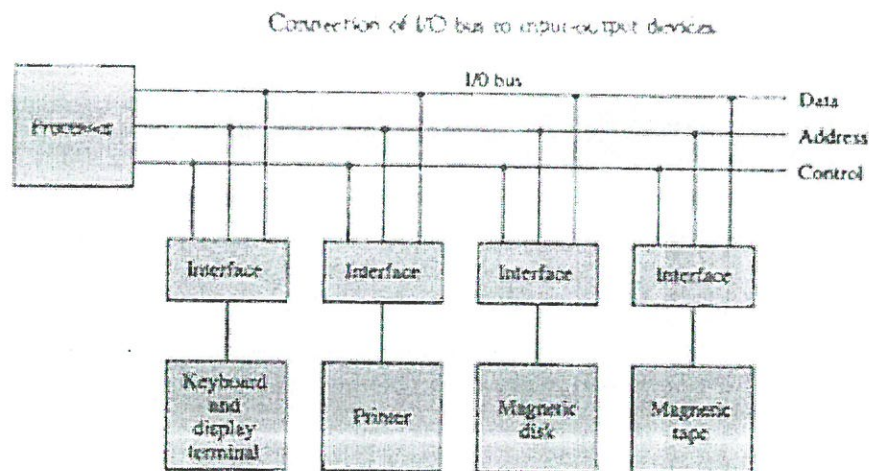 Connection of I/O bus to input-output devices
I/O bus
Data
Processor
Address
Control
Interface
Interface
Interface
Interface
Keyboard
and
display
terminal
Printer
Magnetic
disk
Magnetic
tape